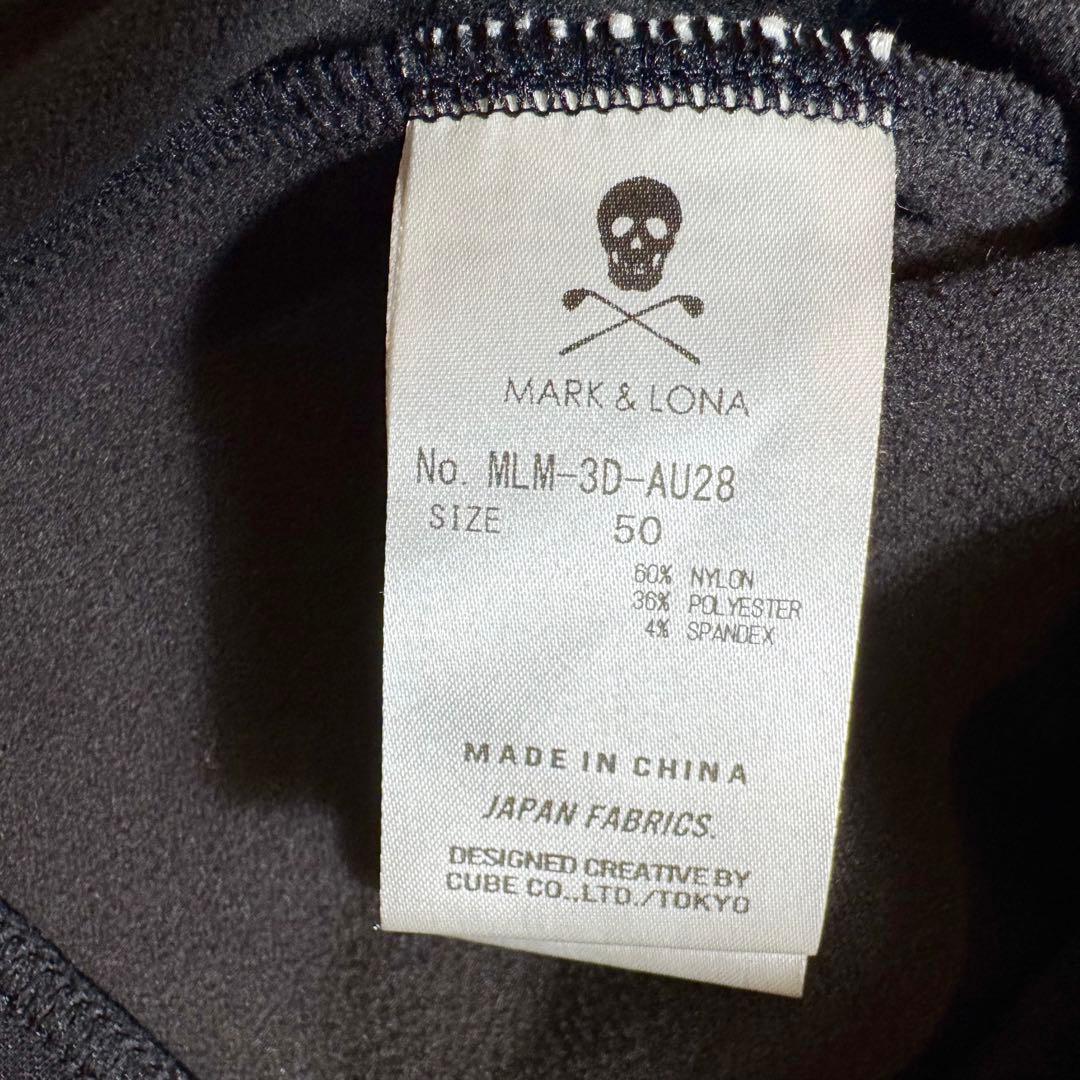 MARK & LONA
No. MLM-3D-AU28
SIZE 50
60% NYLON
36% POLYESTER
4% SPANDEX
MADE IN CHINA
JAPAN FABRICS.
DESIGNED CREATIVE BY
CUBE CO.,LTD./TOKYO